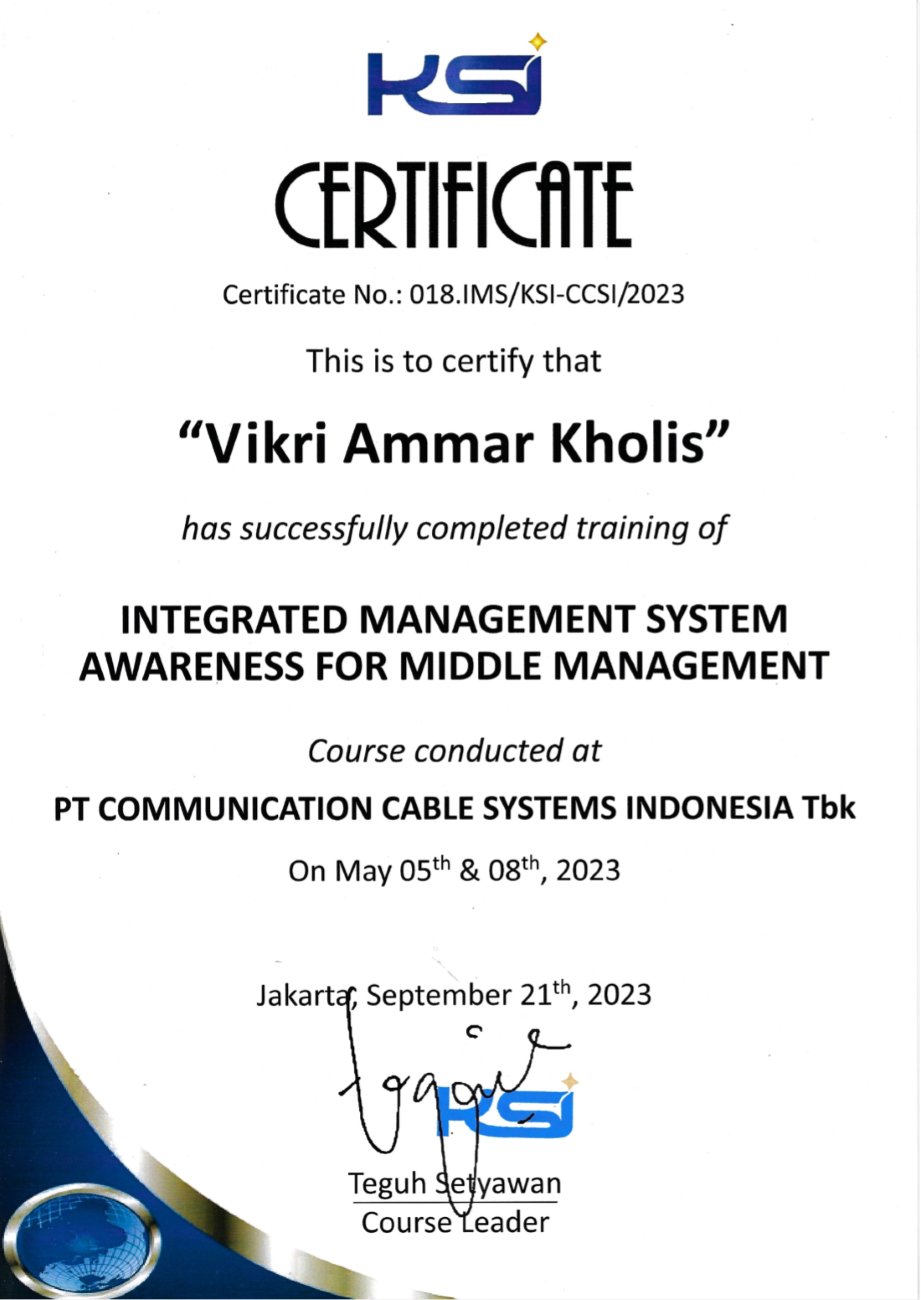 KSI
CERTIFICATE
Certificate No.: 018.IMS/KSI-CCSI/2023
This is to certify that
“Vikri Ammar Kholis”
has successfully completed training of
INTEGRATED MANAGEMENT SYSTEM
AWARENESS FOR MIDDLE MANAGEMENT
Course conducted at
PT COMMUNICATION CABLE SYSTEMS INDONESIA Tbk
On May 05th & 08th, 2023
Jakarta, September 21th, 2023
KSI
Teguh Setyawan
Course Leader